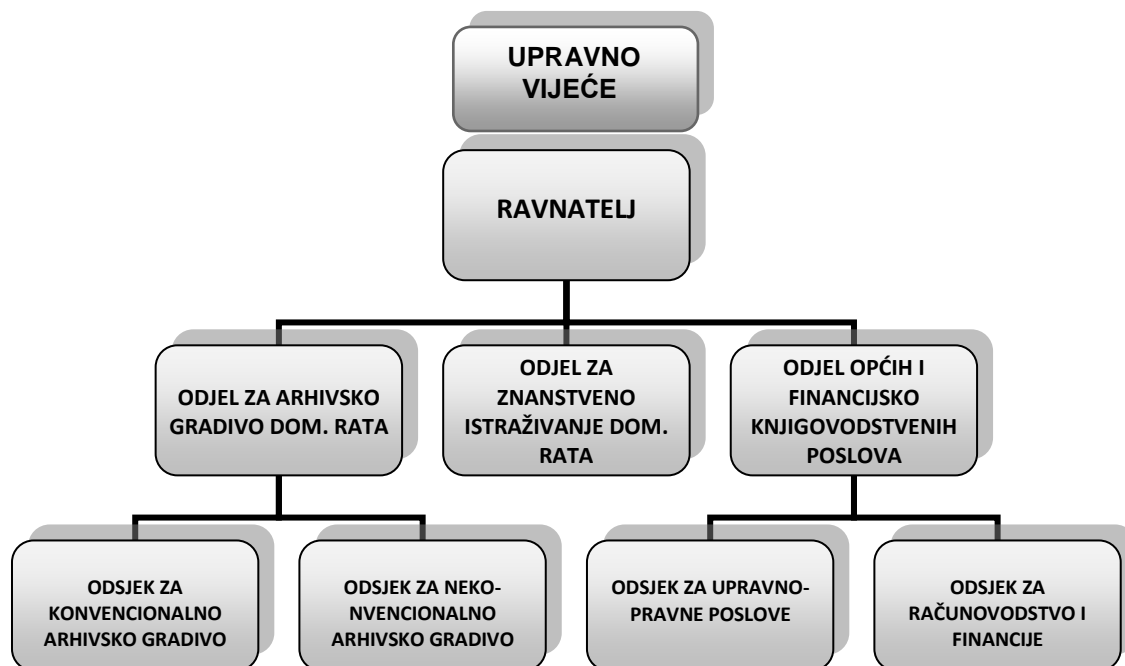 UPRAVNO
VIJEĆE
RAVNATELJ
ODJEL ZA ARHIVSKO
GRADIVO DOM. RATA
ODJEL ZA
ZNANSTVENO
ISTRAŽIVANJE DOM.
RATA
ODJEL OPĆIH I
FINANCIJSKO
KNJIGOVODSTVENIH
POSLOVA
ODSJEK ZA
KONVENCIONALNO
ARHIVSKO GRADIVO
ODSJEK ZA NEKO-
NVENCIONALNO
ARHIVSKO GRADIVO
ODSJEK ZA UPRAVNO-
PRAVNE POSLOVE
ODSJEK ZA
RAČUNOVODSTVO I
FINANCIJE